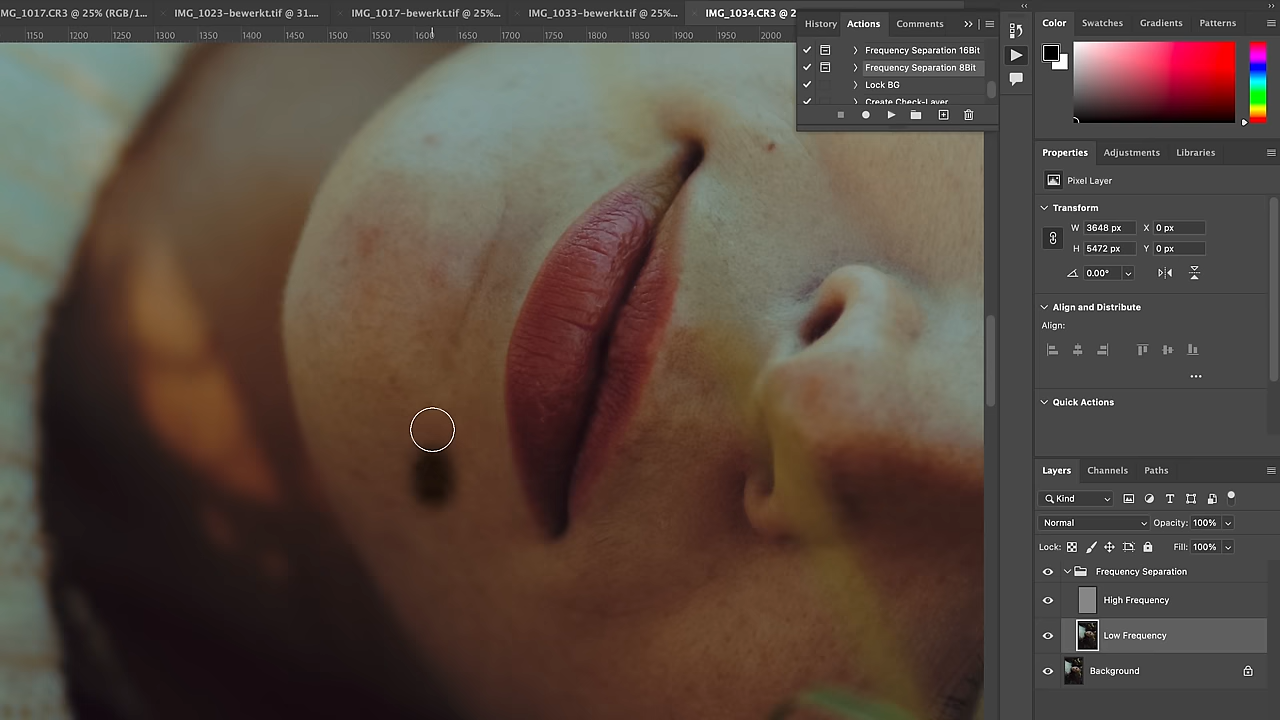 MG_1017.CR3 @ 25% (RGB/1... IMG_1023-bewerkt.tif @ 31.... IMG_1017-bewerkt.tif @ 25%... IMG_1033-bewerkt.tif @ 25%... IMG_1034.CR3 @ 2
1150 1200 1250 1300 1350 1400 1450 1500 1550 1600 1650 1700 1750 1800 1850 1900 1950 2000
History Actions Comments
Frequency Separation 16Bit
Frequency Separation 8Bit
Lock BG
Create Check-Layer
Color Swatches Gradients Patterns
Properties Adjustments Libraries
Pixel Layer
Transform
W 3648 px X 0 px
H 5472 px Y 0 px
0.00°
Align and Distribute
Align:
Quick Actions
Layers Channels Paths
Kind
Normal Opacity: 100%
Lock: Fill: 100%
Frequency Separation
High Frequency
Low Frequency
Background